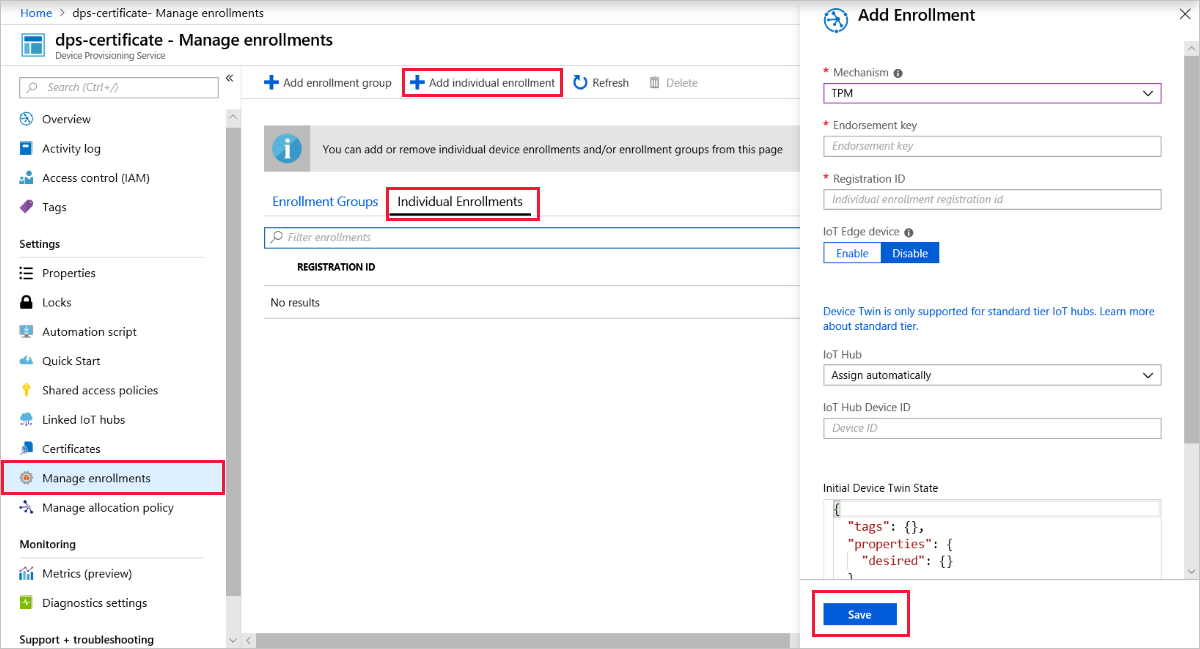 Home > dps-certificate- Manage enrollments
dps-certificate - Manage enrollments
Device Provisioning Service
Search (Ctrl+/)
«
Overview
Activity log
Access control (IAM)
Tags
Settings
Properties
Locks
Automation script
Quick Start
Shared access policies
Linked IoT hubs
Certificates
Manage enrollments
Manage allocation policy
Monitoring
Metrics (preview)
Diagnostics settings
Support + troubleshooting
Add enrollment group
Add individual enrollment
Refresh
Delete
You can add or remove individual device enrollments and/or enrollment groups from this page
Enrollment Groups
Individual Enrollments
Filter enrollments
REGISTRATION ID
No results
Add Enrollment
* Mechanism
TPM
* Endorsement key
Endorsement key
* Registration ID
Individual enrollment registration id
IoT Edge device
Enable
Disable
Device Twin is only supported for standard tier IoT hubs. Learn more
about standard tier.
IoT Hub
Assign automatically
IoT Hub Device ID
Device ID
Initial Device Twin State
{
"tags": {},
"properties": {
"desired": {}
}
Save